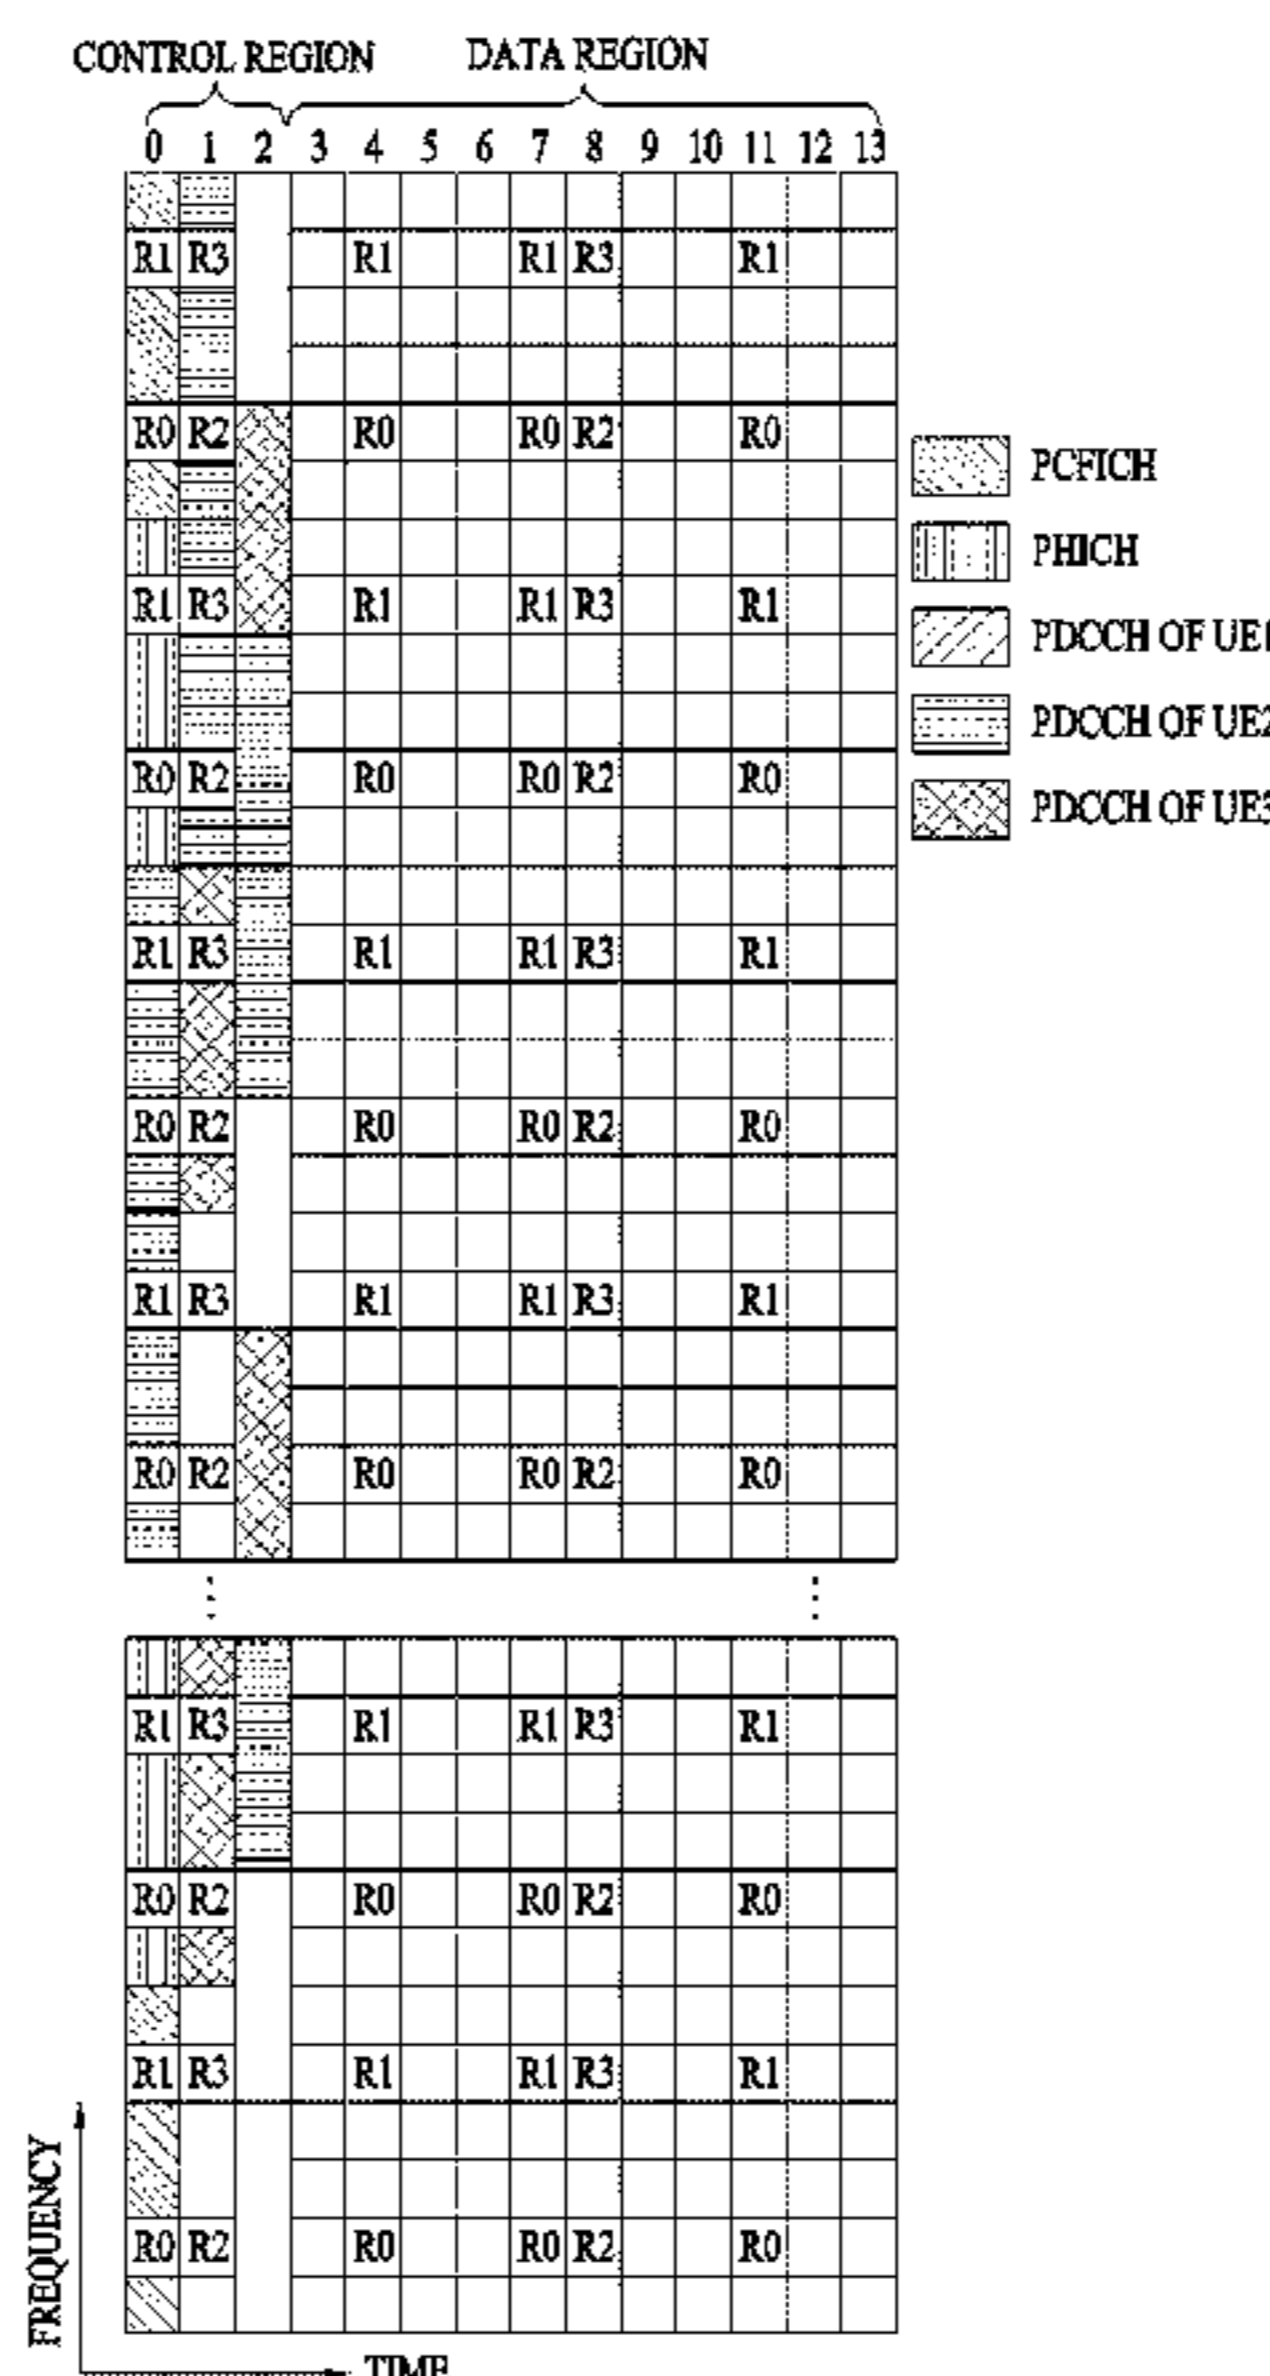 CONTROL REGION DATA REGION
0 1 2 3 4 5 6 7 8 9 10 11 12 13
R1 R3 R1 R1 R3 R1
R0 R2 R0 R0 R2 R0
PCFICH
PHICH
R1 R3 R1 R1 R3 R1
PDCCH OF UE1
PDCCH OF UE2
R0 R2 R0 R0 R2 R0
PDCCH OF UE3
R1 R3 R1 R1 R3 R1
R0 R2 R0 R0 R2 R0
R1 R3 R1 R1 R3 R1
R0 R2 R0 R0 R2 R0
R1 R3 R1 R1 R3 R1
R0 R2 R0 R0 R2 R0
R1 R3 R1 R1 R3 R1
R0 R2 R0 R0 R2 R0
FREQUENCY
TIME